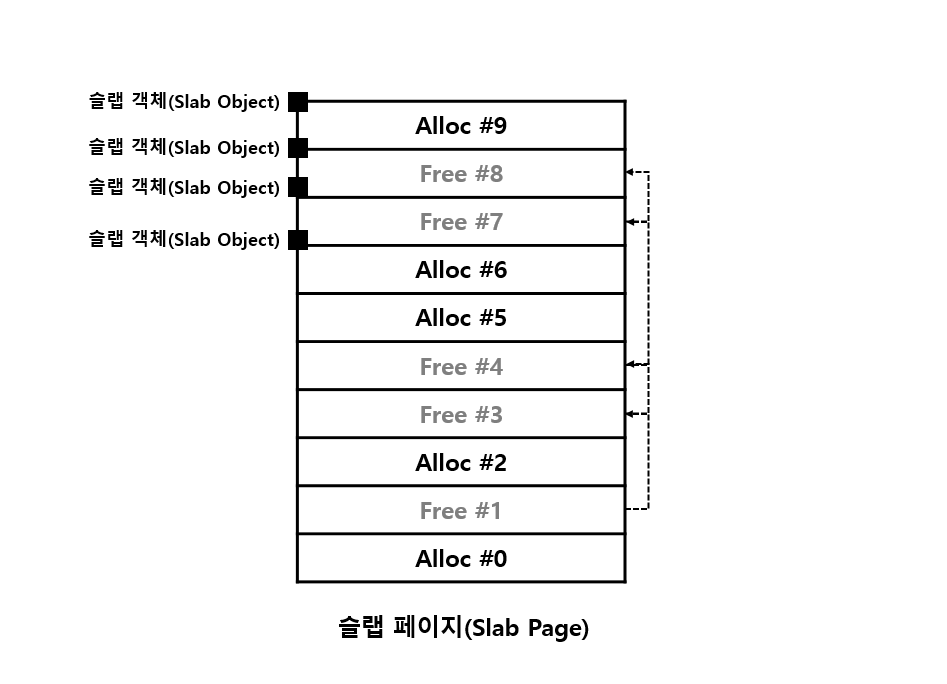 슬랩 객체(Slab Object)
Alloc #9
슬랩 객체(Slab Object)
Free #8
슬랩 객체(Slab Object)
Free #7
슬랩 객체(Slab Object)
Alloc #6
Alloc #5
Free #4
Free #3
Alloc #2
Free #1
Alloc #0
슬랩 페이지(Slab Page)